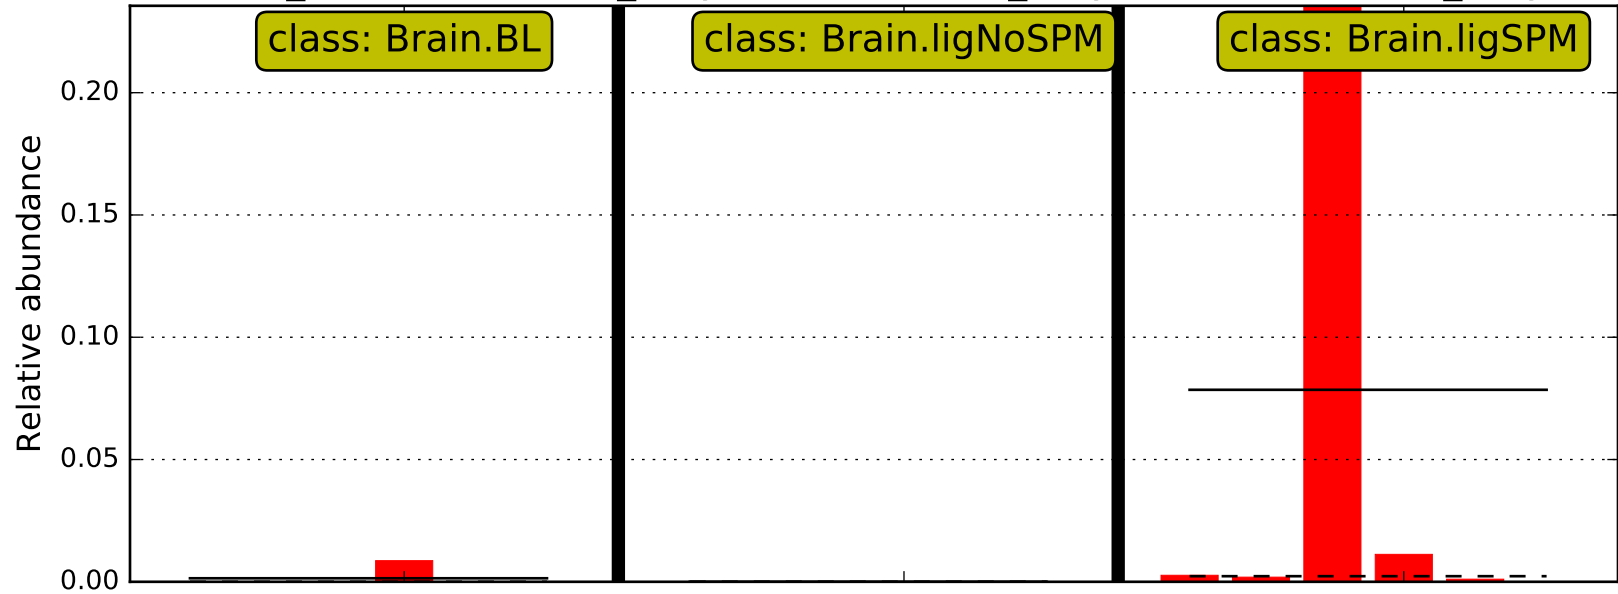 class: Brain.BL
class: Brain.ligNoSPM
class: Brain.ligSPM
Relative abundance
0.20
0.15
0.10
0.05
0.00